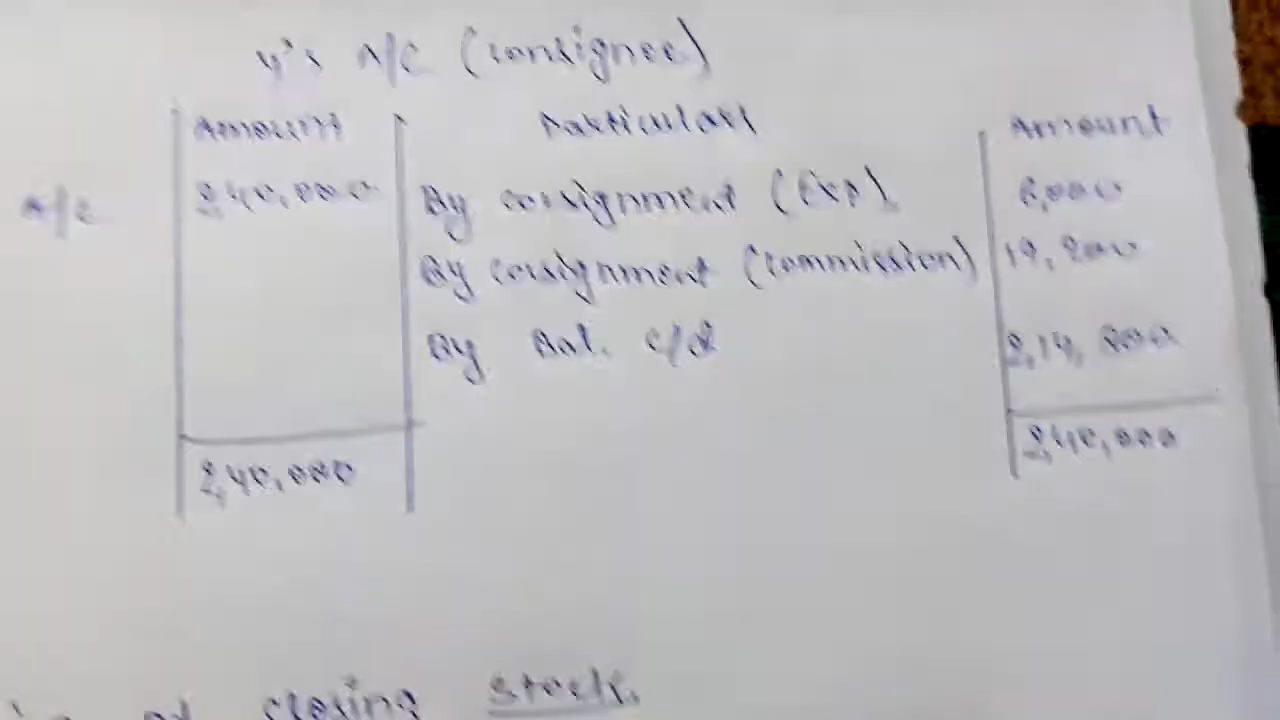 Y's A/c (consignee)
Amount Particulars Amount
A/c 2,40,000 By consignment (Exp). 6,000
By consignment (commission) 19,200
By Bal. c/d 2,14,800
2,40,000 2,40,000
of closing stock.